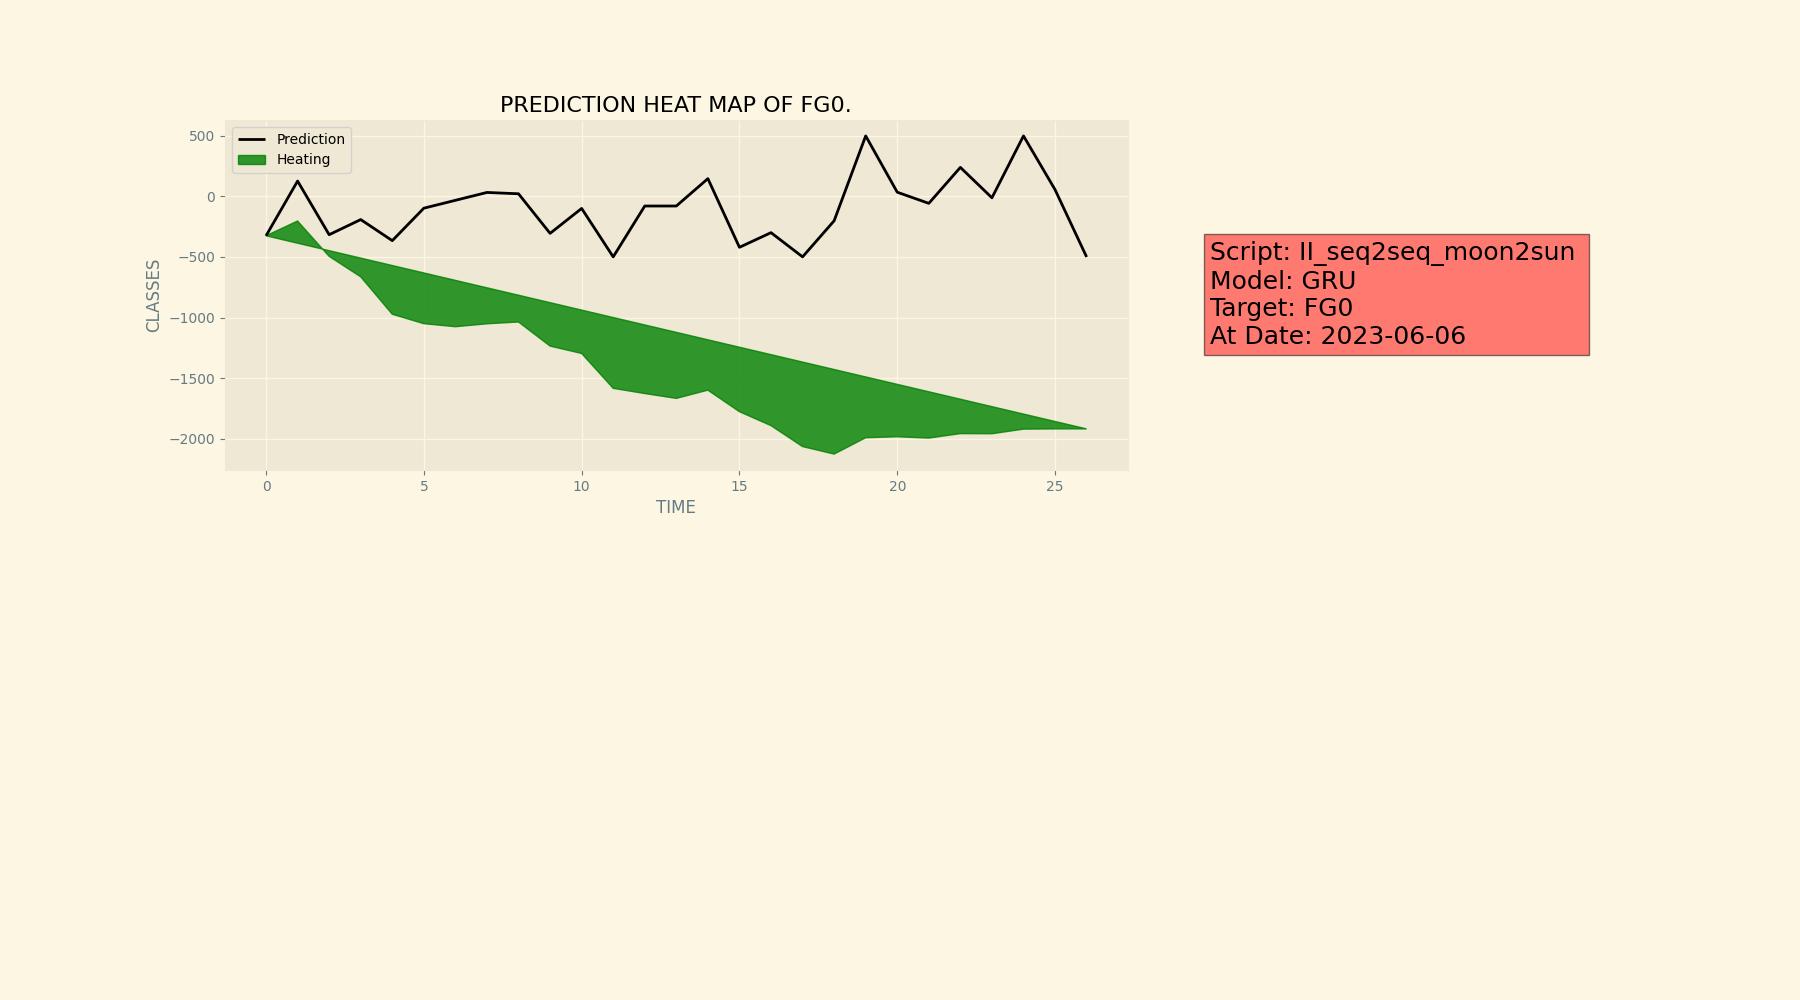 PREDICTION HEAT MAP OF FG0.
Prediction
Heating
500
0
−500
−1000
−1500
−2000
CLASSES
0 5 10 15 20 25
TIME
Script: II_seq2seq_moon2sun
Model: GRU
Target: FG0
At Date: 2023-06-06